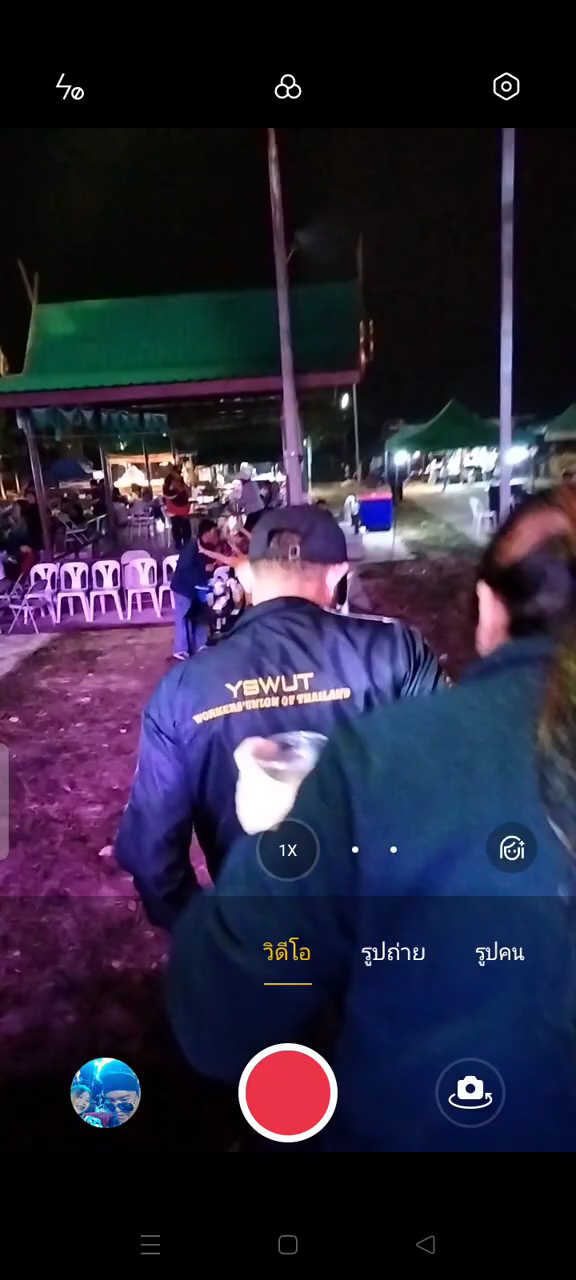 YSWUT
WORKERS'UNION OF THAILAND
1X
วิดีโอ
รูปถ่าย
รูปคน